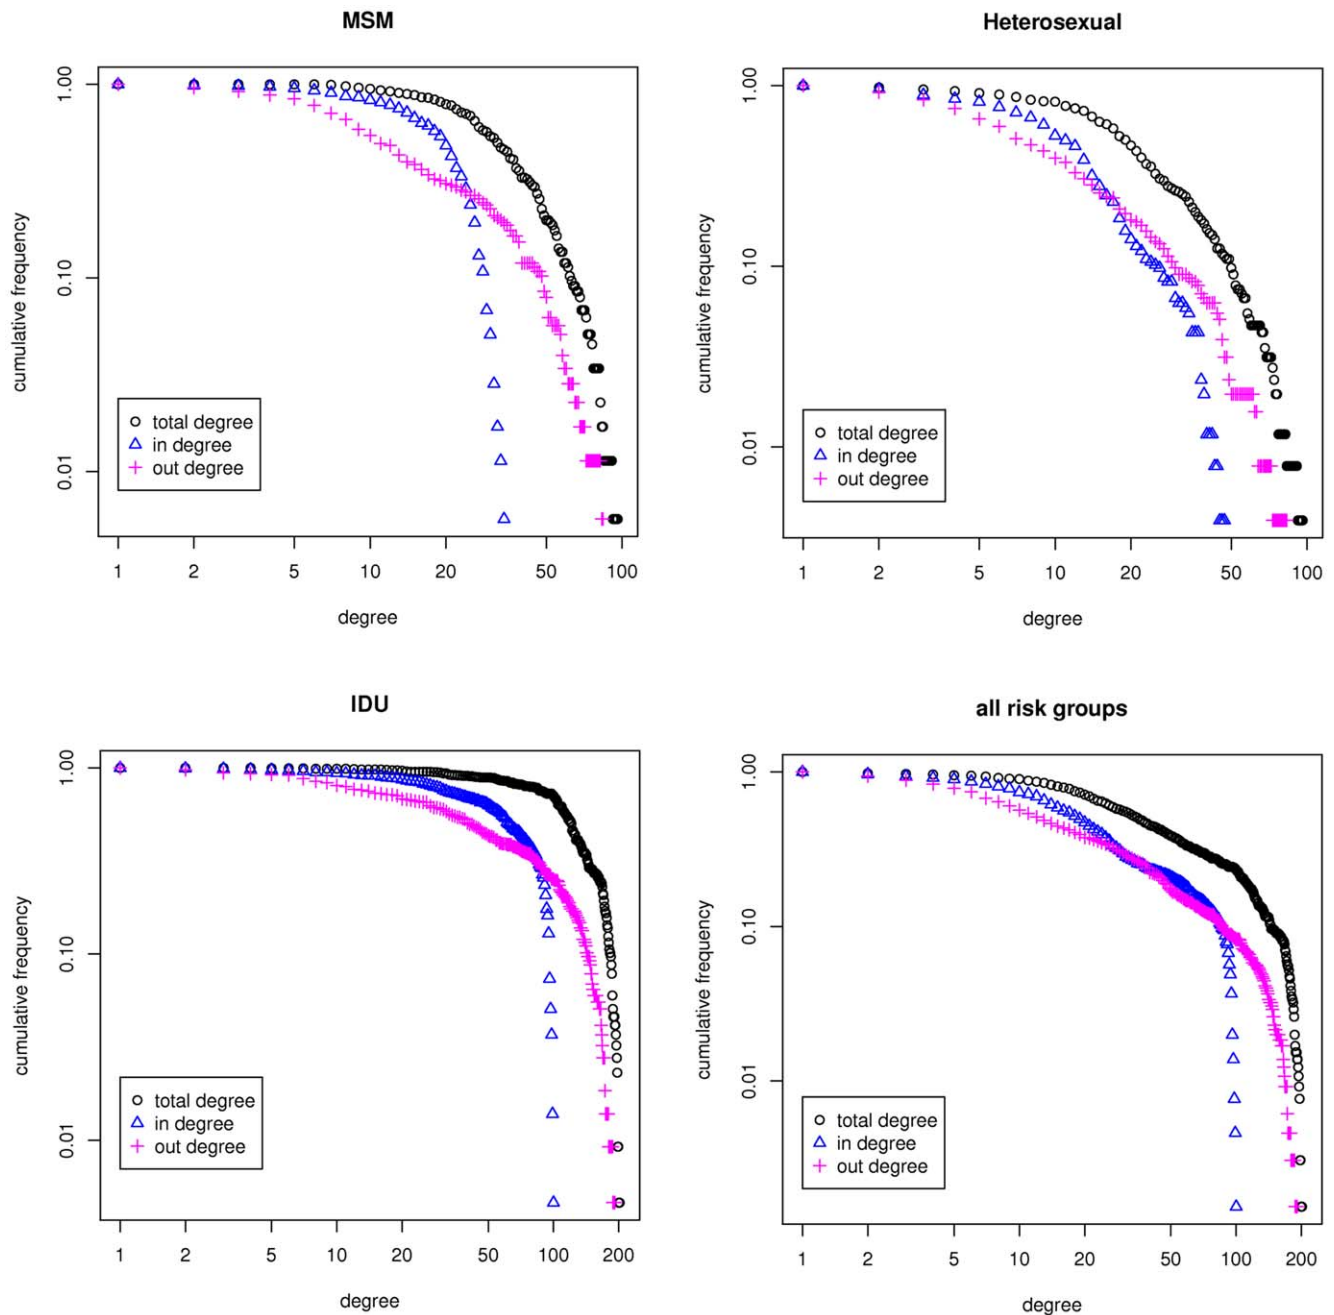 MSM
cumulative frequency
1.00
0.10
0.01
total degree
in degree
out degree
1 2 5 10 20 50 100
degree
Heterosexual
cumulative frequency
1.00
0.10
0.01
total degree
in degree
out degree
1 2 5 10 20 50 100
degree
IDU
cumulative frequency
1.00
0.10
0.01
total degree
in degree
out degree
1 2 5 10 20 50 100 200
degree
all risk groups
cumulative frequency
1.00
0.10
0.01
total degree
in degree
out degree
1 2 5 10 20 50 100 200
degree